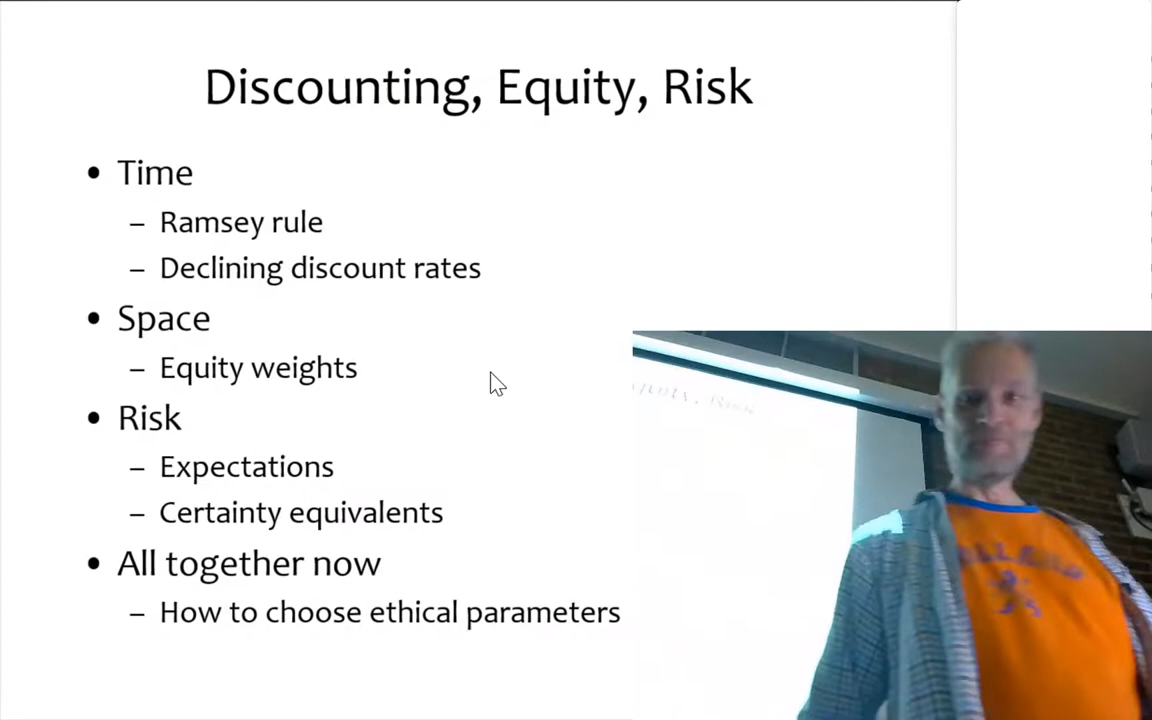 Discounting, Equity, Risk
• Time
– Ramsey rule
– Declining discount rates
• Space
– Equity weights
• Risk
– Expectations
– Certainty equivalents
• All together now
– How to choose ethical parameters